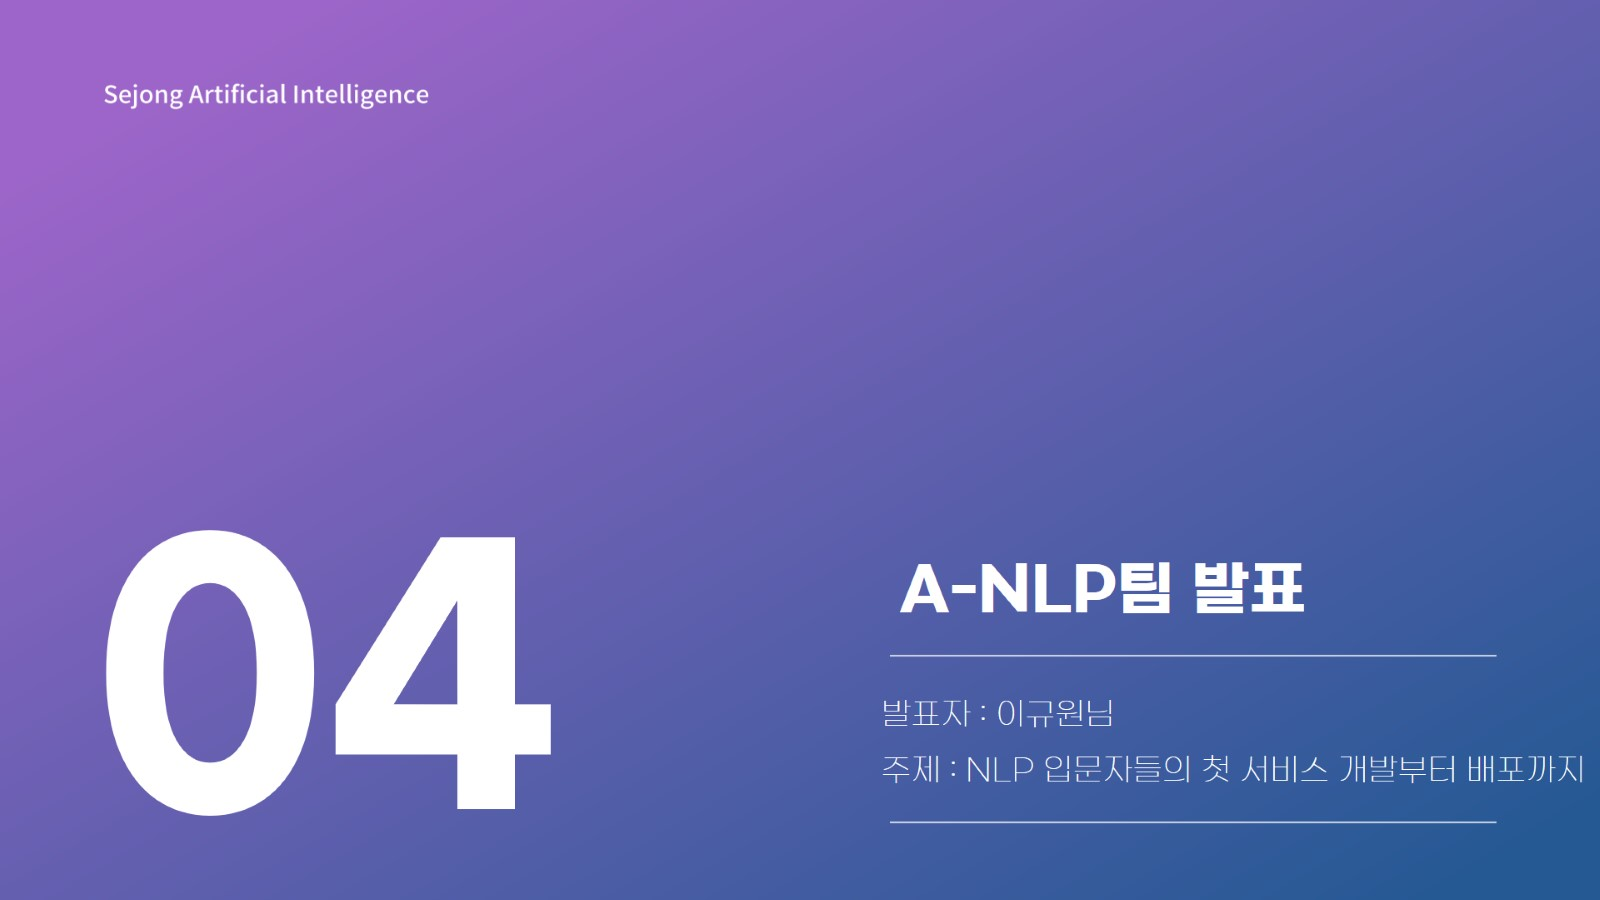 Sejong Artificial Intelligence
04
A-NLP팀 발표
발표자 : 이규원님
주제 : NLP 입문자들의 첫 서비스 개발부터 배포까지